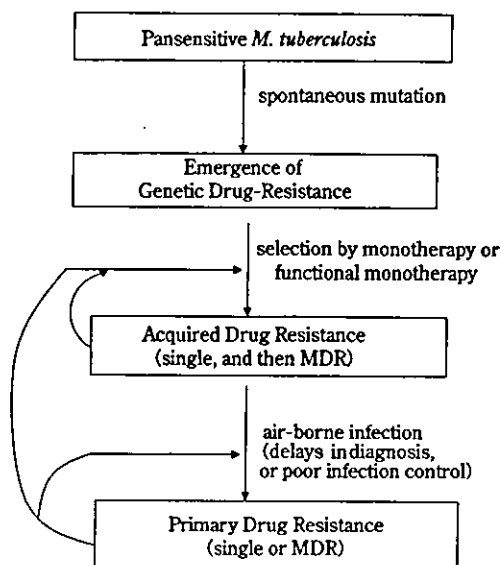 Pansensitive M. tuberculosis
spontaneous mutation
Emergence of
Genetic Drug-Resistance
selection by monotherapy or
functional monotherapy
Acquired Drug Resistance
(single, and then MDR)
air-borne infection
(delays in diagnosis,
or poor infection control)
Primary Drug Resistance
(single or MDR)